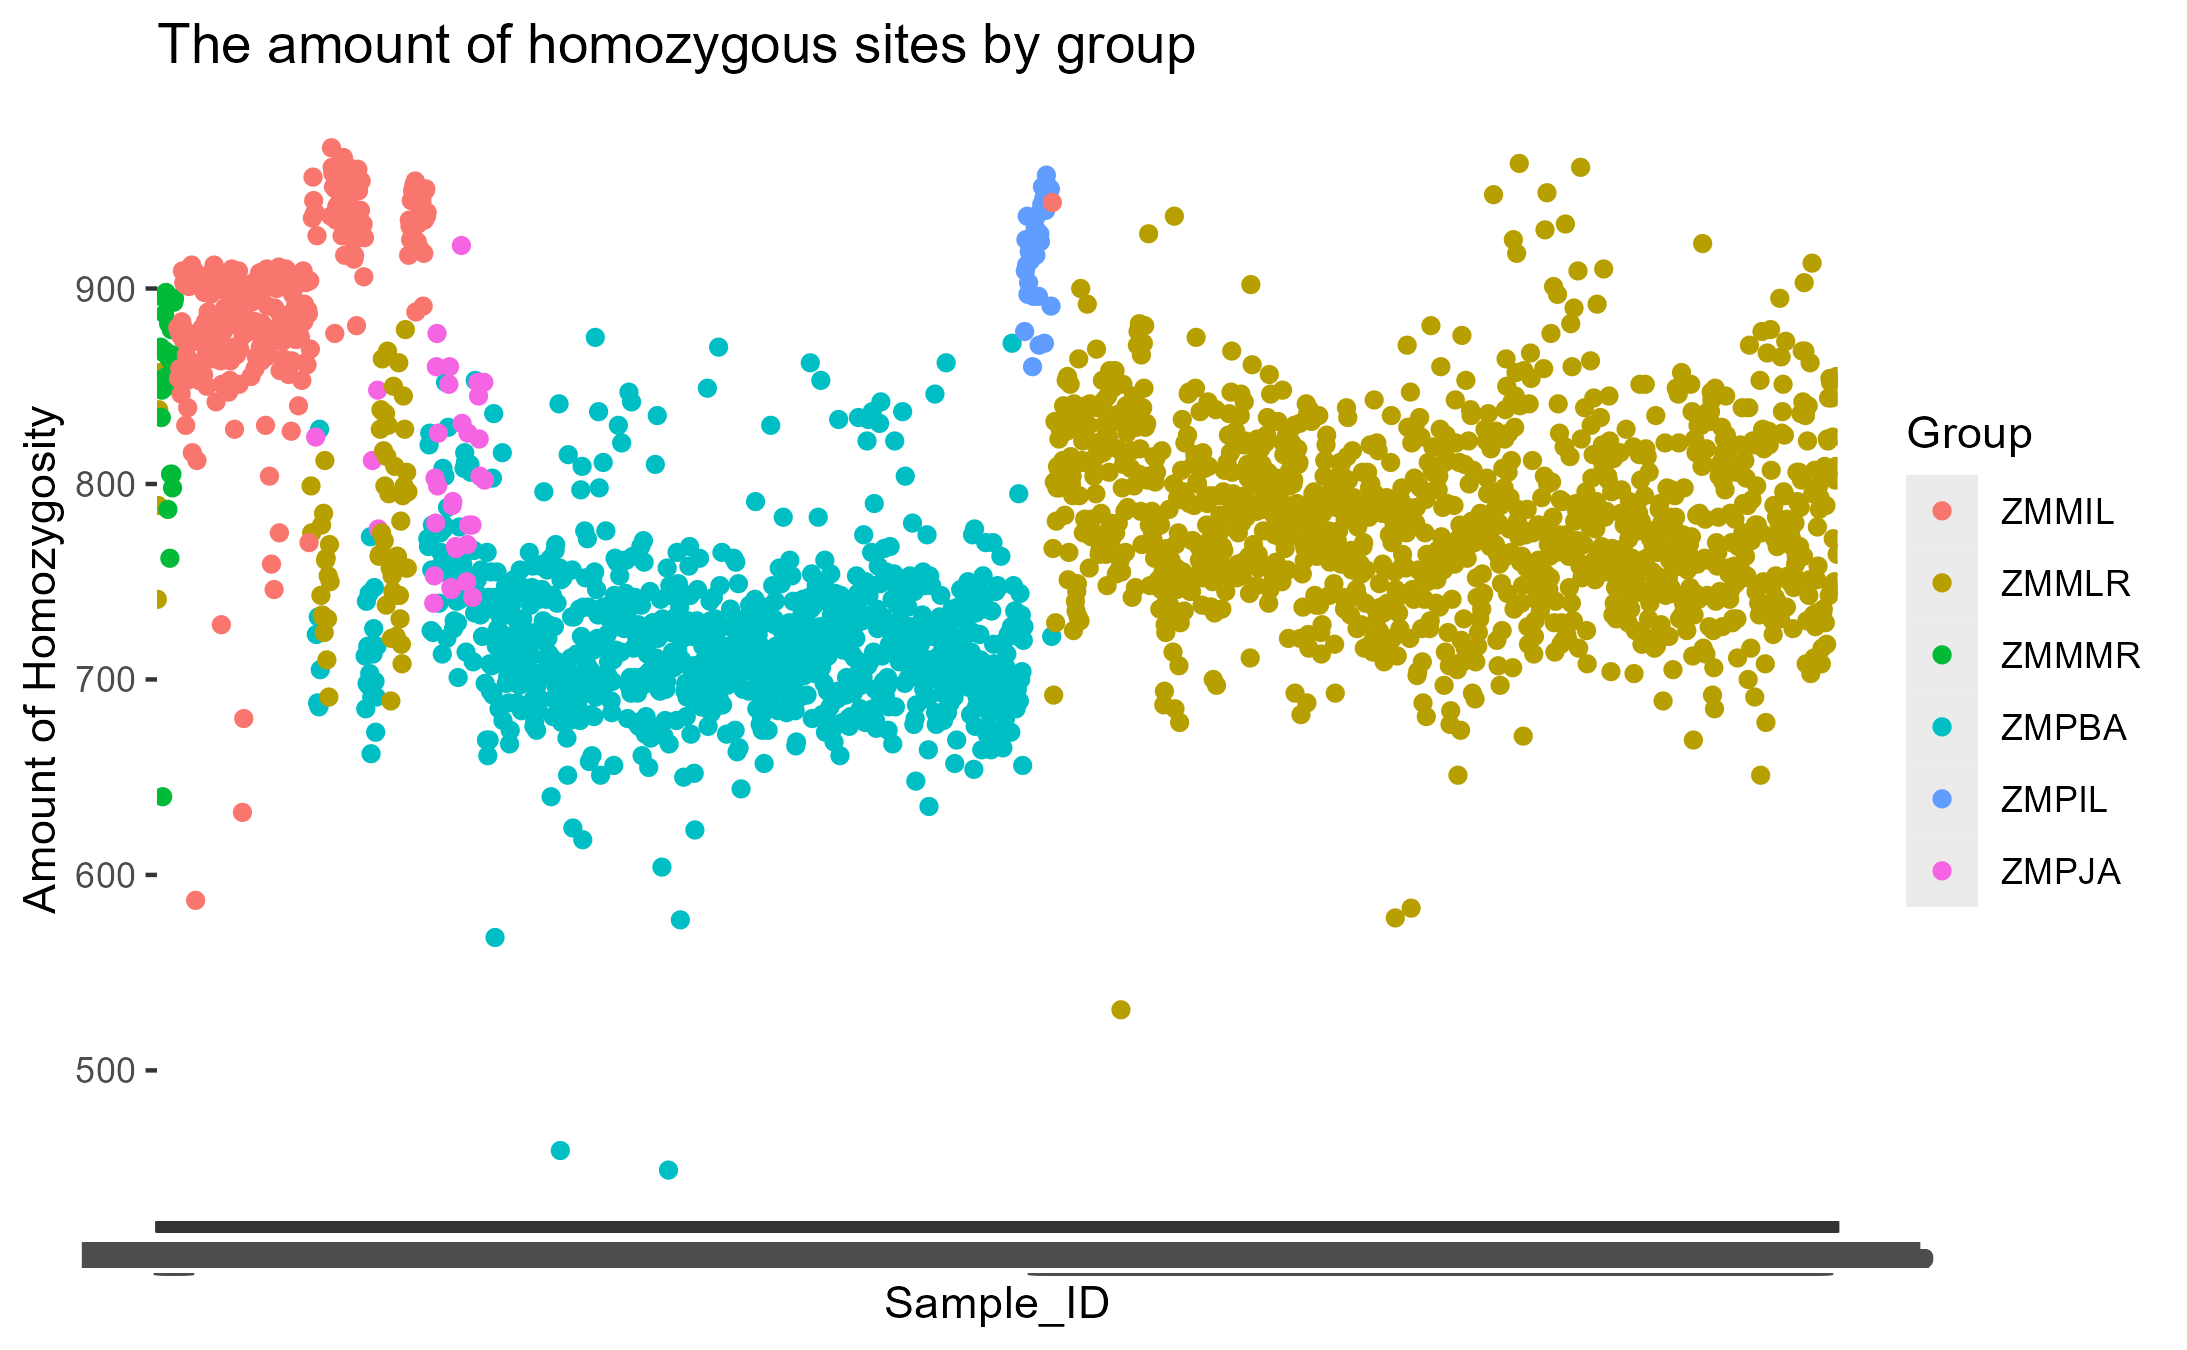 The amount of homozygous sites by group
Amount of Homozygosity
900
800
700
600
500
Sample_ID
Group
ZMMIL
ZMMLR
ZMMMR
ZMPBA
ZMPIL
ZMPJA